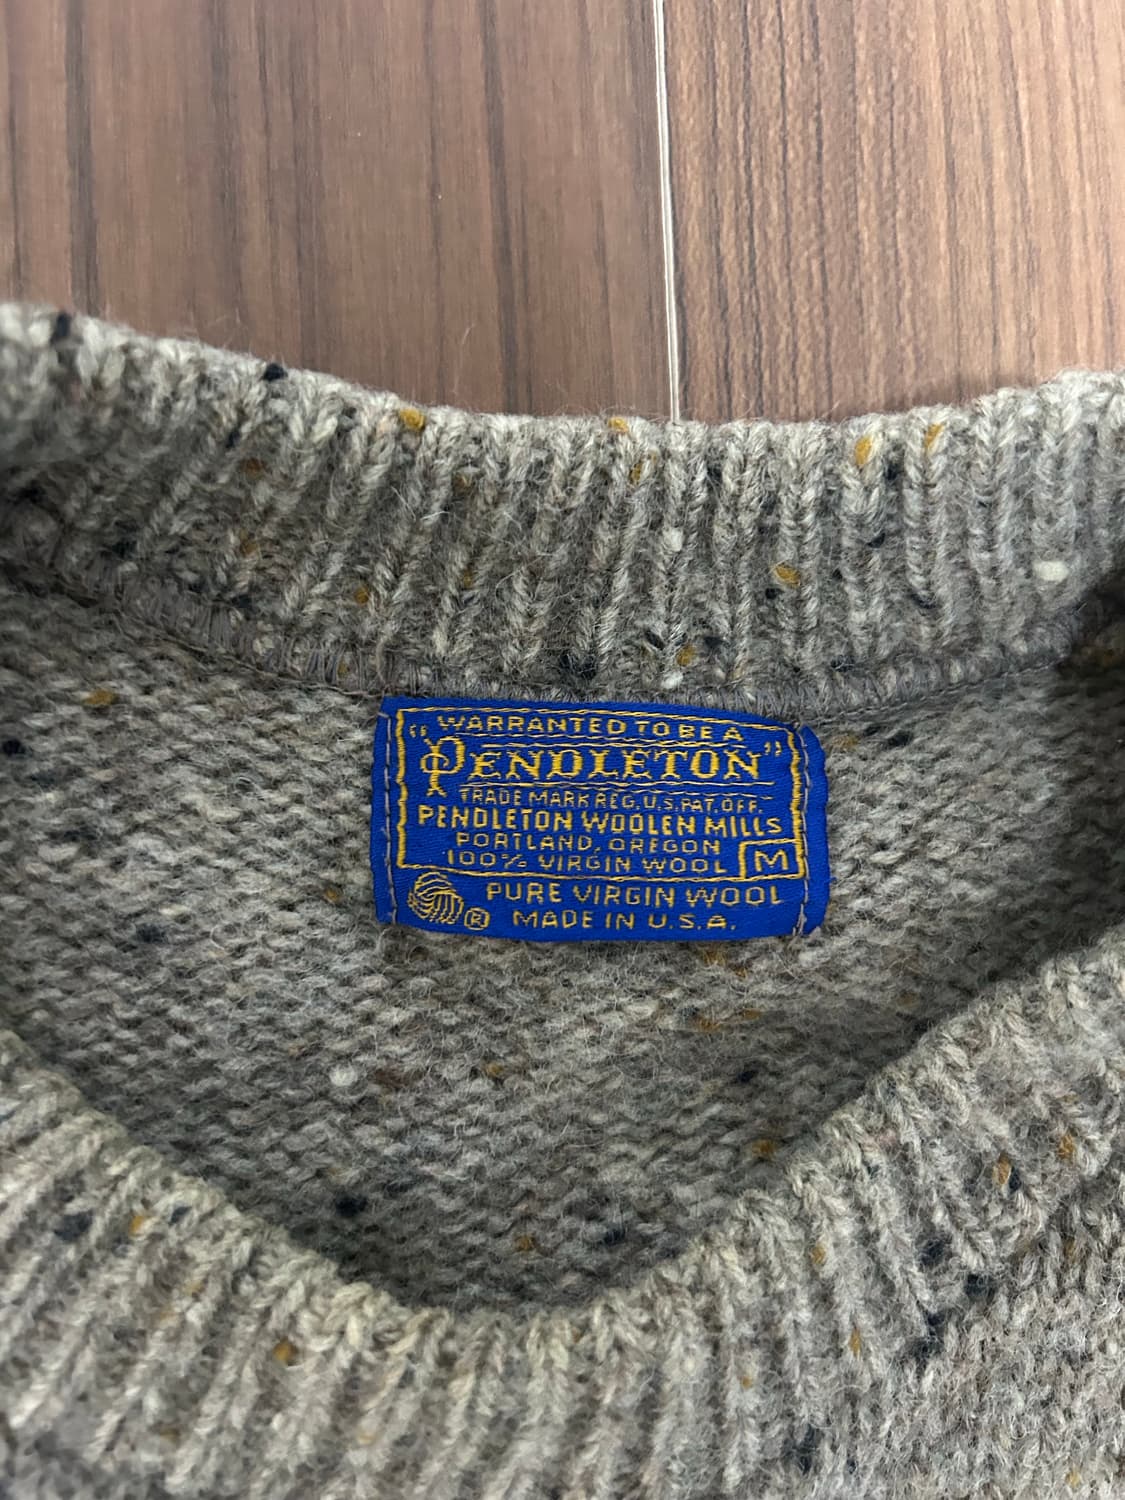 WARRANTED TO BE A
"PENDLETON"
TRADE MARK REG. U.S. PAT. OFF.
PENDLETON WOOLEN MILLS
PORTLAND, OREGON
100% VIRGIN WOOL M
PURE VIRGIN WOOL
® MADE IN U.S.A.